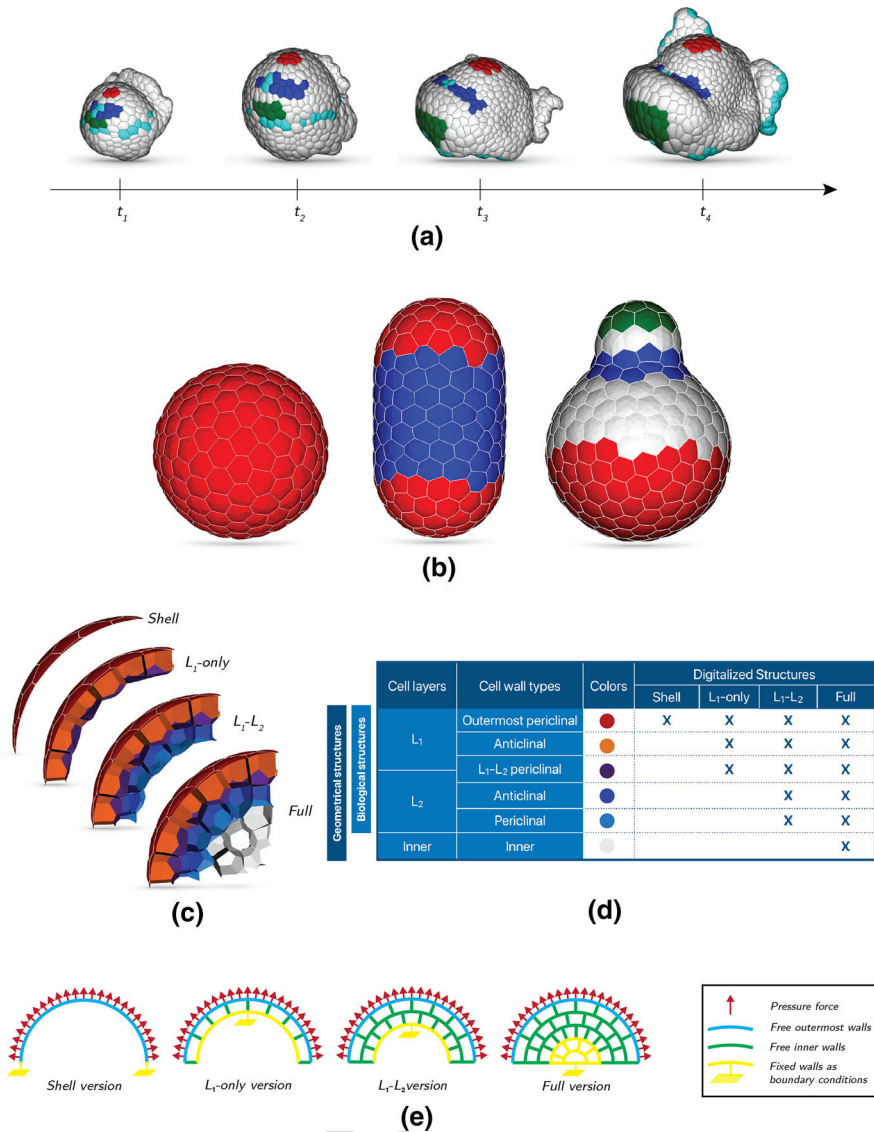 t1 t2 t3 t4
(a)
(b)
Shell
L1-only
L1-L2
Full
(c)
Geometrical structures
Biological structures
Cell layers Cell wall types Colors Digitalized Structures
Shell L1-only L1-L2 Full
L1 Outermost periclinal X X X X
Anticlinal X X X
L1-L2 periclinal X X X
L2 Anticlinal X X
Periclinal X X
Inner Inner X
(d)
Shell version
L1-only version
L1-L2version
Full version
Pressure force
Free outermost walls
Free inner walls
Fixed walls as
boundary conditions
(e)